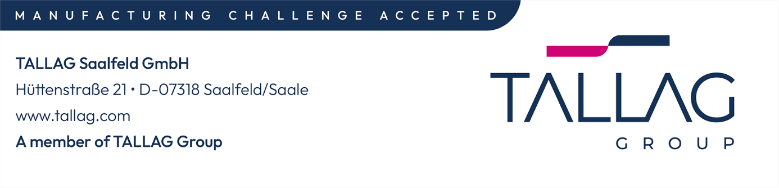 MANUFACTURING CHALLENGE ACCEPTED
TALLAG Saalfeld GmbH
Hüttenstraße 21 • D-07318 Saalfeld/Saale
www.tallag.com
A member of TALLAG Group
TALLAG
GROUP